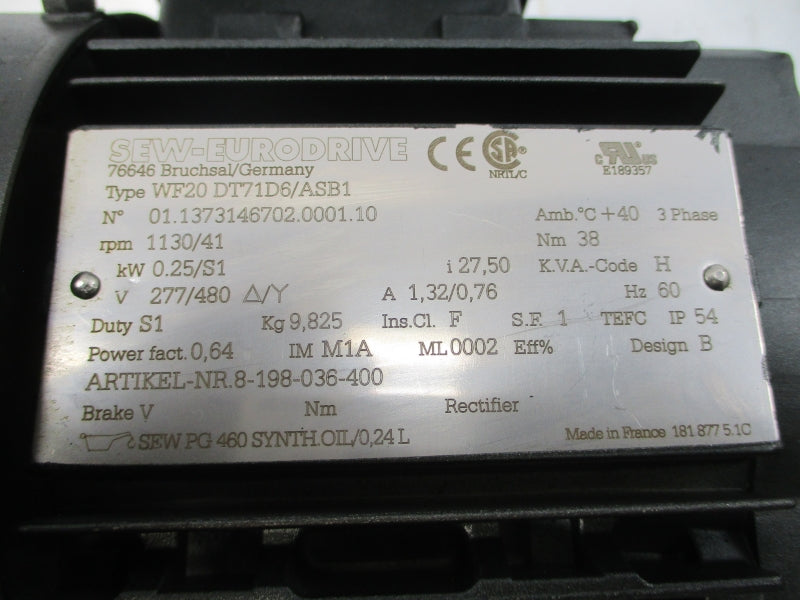 SEW-EURODRIVE CE SA® NRTL/C c UR us E189357
76646 Bruchsal/Germany
Type WF20 DT71D6/ASB1
N° 01.1373146702.0001.10 Amb.°C +40 3 Phase
rpm 1130/41 Nm 38
kW 0.25/S1 i 27,50 K.V.A.-Code H
V 277/480 △/Y A 1,32/0,76 Hz 60
Duty S1 Kg 9,825 Ins.Cl. F S.F. 1 TEFC IP 54
Power fact. 0,64 IM M1A ML 0002 Eff% Design B
ARTIKEL-NR.8-198-036-400
Brake V Nm Rectifier
SEW PG 460 SYNTH.OIL/0,24 L Made in France 181 877 5.1C